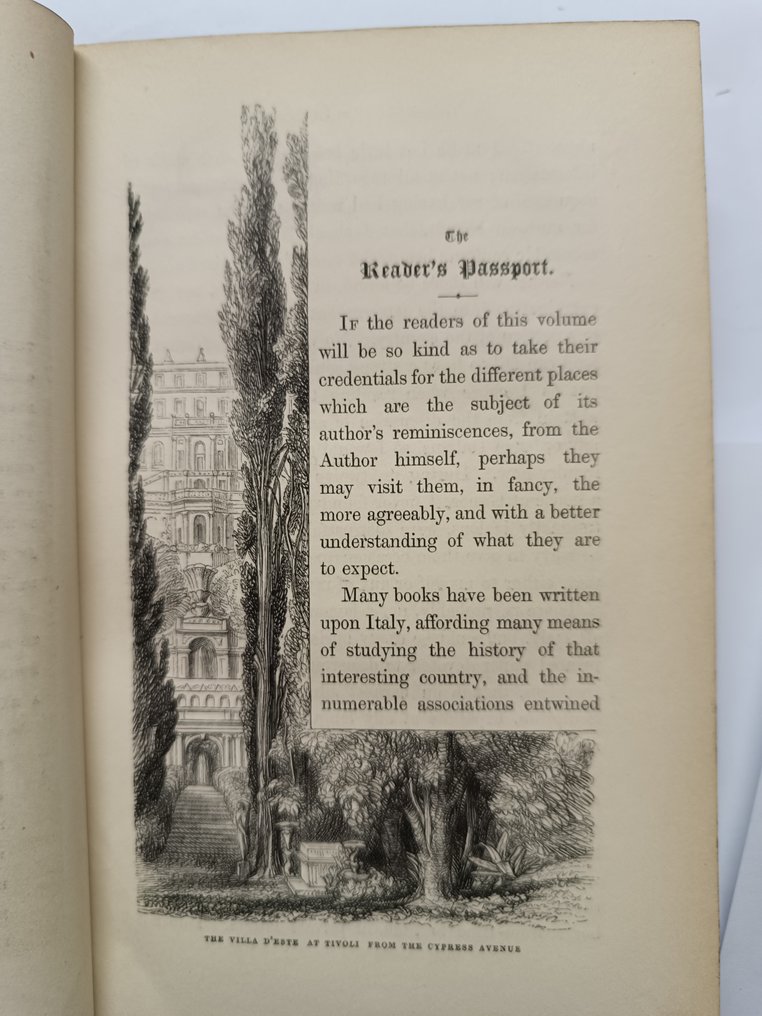 The
Reader's Passport.
IF the readers of this volume
will be so kind as to take their
credentials for the different places
which are the subject of its
author's reminiscences, from the
Author himself, perhaps they
may visit them, in fancy, the
more agreeably, and with a better
understanding of what they are
to expect.
Many books have been written
upon Italy, affording many means
of studying the history of that
interesting country, and the in-
numerable associations entwined
THE VILLA D'ESTE AT TIVOLI FROM THE CYPRESS AVENUE